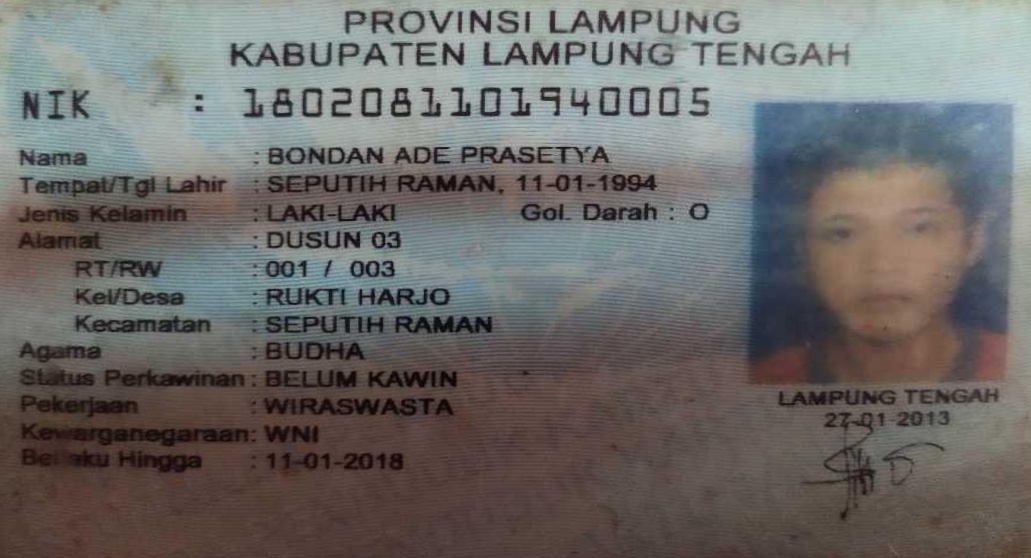 PROVINSI LAMPUNG
KABUPATEN LAMPUNG TENGAH
NIK : 1802081101940005
Nama : BONDAN ADE PRASETYA
Tempat/Tgl Lahir : SEPUTIH RAMAN, 11-01-1994
Jenis Kelamin : LAKI-LAKI Gol. Darah : O
Alamat : DUSUN 03
RT/RW : 001 / 003
Kel/Desa : RUKTI HARJO
Kecamatan : SEPUTIH RAMAN
Agama : BUDHA
Status Perkawinan : BELUM KAWIN
Pekerjaan : WIRASWASTA
Kewarganegaraan: WNI
Berlaku Hingga : 11-01-2018
LAMPUNG TENGAH
27-01-2013